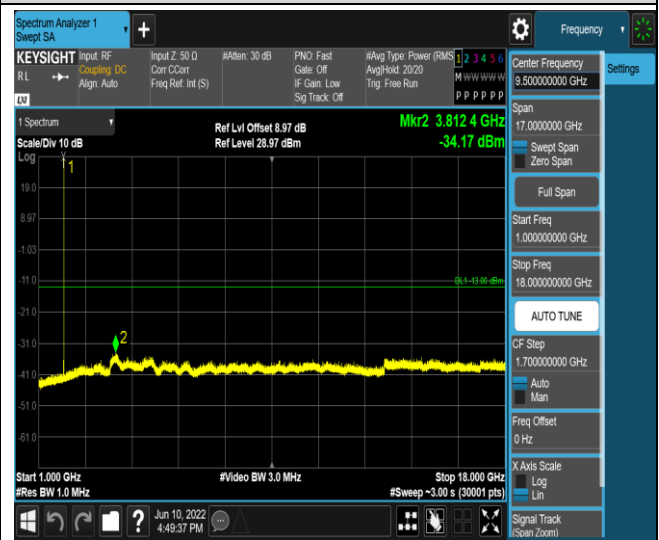 Spectrum Analyzer 1
Swept SA
+
Frequency
KEYSIGHT
RL
LXI
Input: RF
Coupling: DC
Align: Auto
Input Z: 50 Ω
Corr CCorr
Freq Ref: Int (S)
#Atten: 30 dB
PNO: Fast
Gate: Off
IF Gain: Low
Sig Track: Off
#Avg Type: Power (RMS
Avg|Hold: 20/20
Trig: Free Run
1 2 3 4 5 6
M W W W W W
P P P P P P
1 Spectrum
Scale/Div 10 dB
Log
Ref Lvl Offset 8.97 dB
Ref Level 28.97 dBm
Mkr2 3.812 4 GHz
-34.17 dBm
1
19.0
8.97
-1.03
-11.0
DL1 -13.00 dBm
-21.0
-31.0
2
-41.0
-51.0
-61.0
Start 1.000 GHz
#Res BW 1.0 MHz
#Video BW 3.0 MHz
Stop 18.000 GHz
#Sweep ~3.00 s (30001 pts)
?
Jun 10, 2022
4:49:37 PM
Center Frequency
9.500000000 GHz
Settings
Span
17.0000000 GHz
Swept Span
Zero Span
Full Span
Start Freq
1.000000000 GHz
Stop Freq
18.000000000 GHz
AUTO TUNE
CF Step
1.700000000 GHz
Auto
Man
Freq Offset
0 Hz
X Axis Scale
Log
Lin
Signal Track
(Span Zoom)